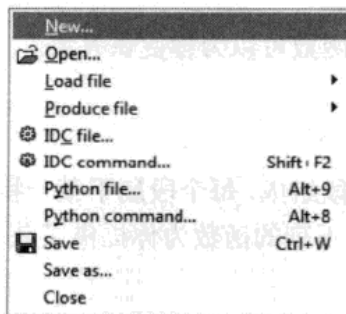 New...
Open...
Load file
Produce file
IDC file...
IDC command... Shift+F2
Python file... Alt+9
Python command... Alt+8
Save Ctrl+W
Save as...
Close